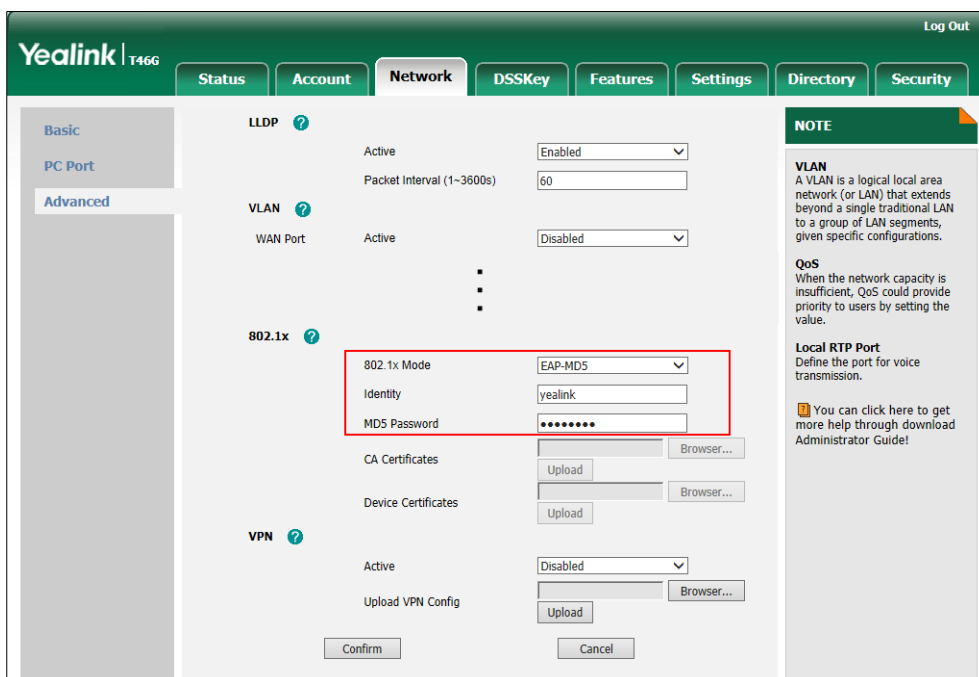 Log Out
Yealink | T46G
Status Account Network DSSKey Features Settings Directory Security
Basic
PC Port
Advanced
LLDP ?
Active Enabled
Packet Interval (1~3600s) 60
VLAN ?
WAN Port Active Disabled
802.1x ?
802.1x Mode EAP-MD5
Identity yealink
MD5 Password ••••••••
CA Certificates Browser...
Upload
Device Certificates Browser...
Upload
VPN ?
Active Disabled
Upload VPN Config Browser...
Upload
Confirm Cancel
NOTE
VLAN
A VLAN is a logical local area
network (or LAN) that extends
beyond a single traditional LAN
to a group of LAN segments,
given specific configurations.
QoS
When the network capacity is
insufficient, QoS could provide
priority to users by setting the
value.
Local RTP Port
Define the port for voice
transmission.
? You can click here to get
more help through download
Administrator Guide!